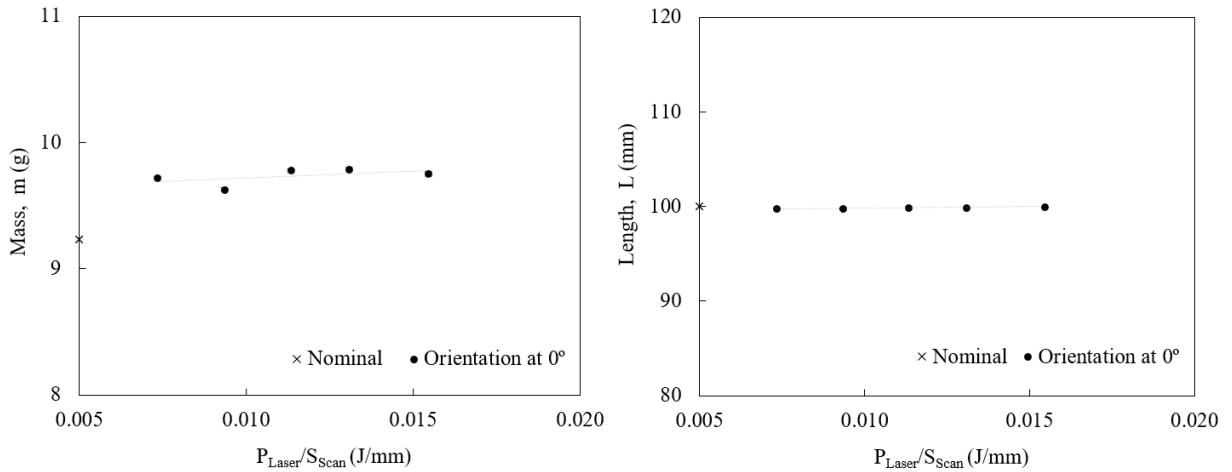 11
10
9
8
Mass, m (g)
× Nominal ● Orientation at 0º
0.005 0.010 0.015 0.020
P_Laser/S_Scan (J/mm)
120
110
100
90
80
Length, L (mm)
× Nominal ● Orientation at 0º
0.005 0.010 0.015 0.020
P_Laser/S_Scan (J/mm)